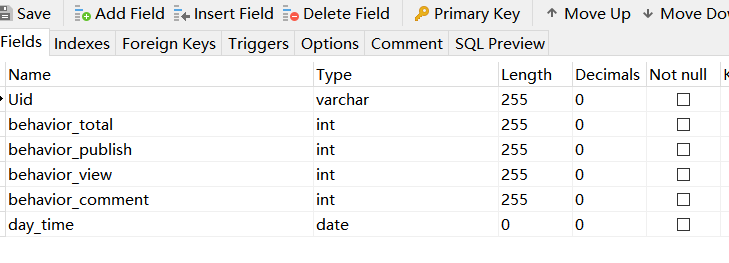 Save Add Field Insert Field Delete Field Primary Key Move Up Move Dow
Fields Indexes Foreign Keys Triggers Options Comment SQL Preview
Name Type Length Decimals Not null K
Uid varchar 255 0
behavior_total int 255 0
behavior_publish int 255 0
behavior_view int 255 0
behavior_comment int 255 0
day_time date 0 0